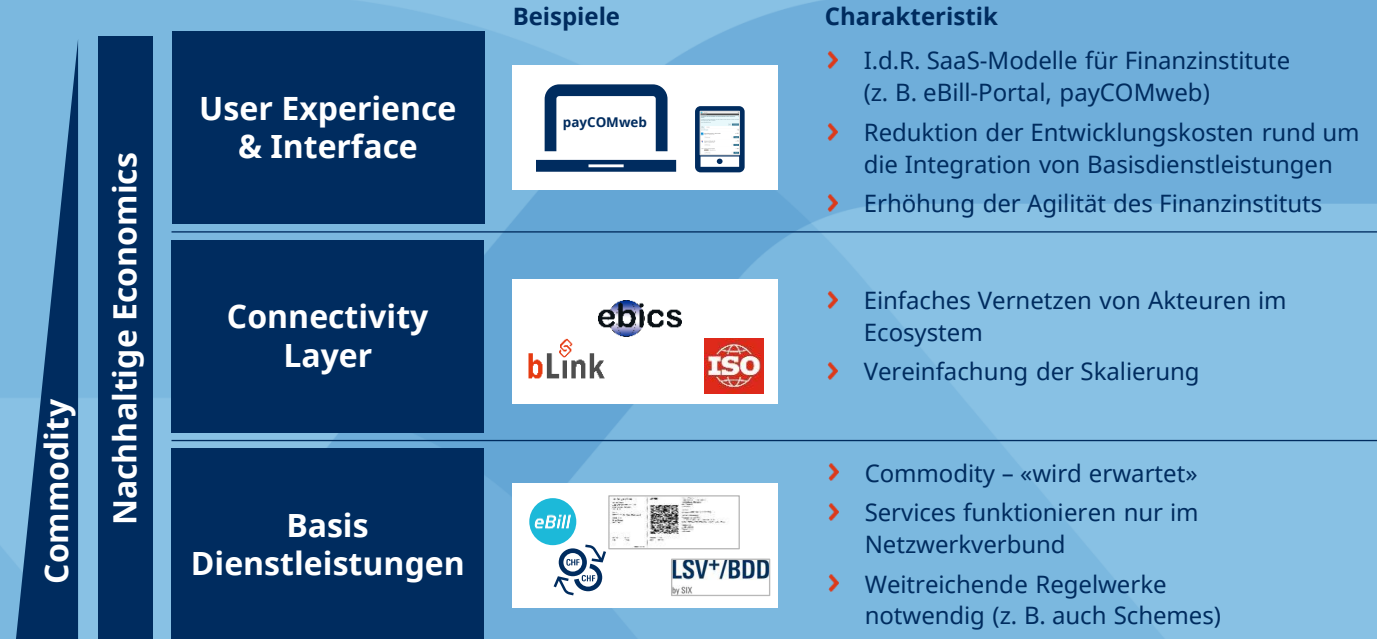 Beispiele
Charakteristik
Commodity
Nachhaltige Economics
User Experience
& Interface
payCOMweb
I.d.R. SaaS-Modelle für Finanzinstitute
(z. B. eBill-Portal, payCOMweb)
Reduktion der Entwicklungskosten rund um
die Integration von Basisdienstleistungen
Erhöhung der Agilität des Finanzinstituts
Connectivity
Layer
ebics
bLink
ISO
Einfaches Vernetzen von Akteuren im
Ecosystem
Vereinfachung der Skalierung
Basis
Dienstleistungen
eBill
CHF
CHF
LSV+/BDD
by SIX
Commodity – «wird erwartet»
Services funktionieren nur im
Netzwerkverbund
Weitreichende Regelwerke
notwendig (z. B. auch Schemes)